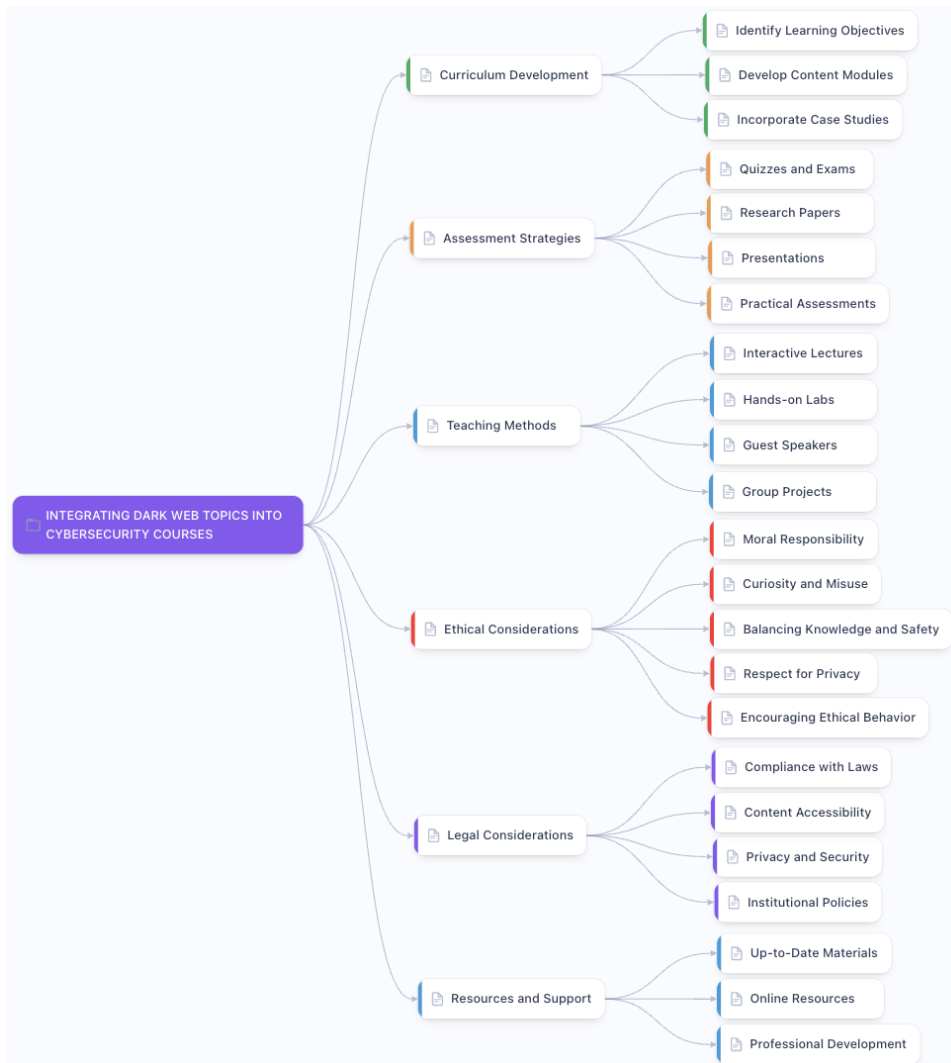 INTEGRATING DARK WEB TOPICS INTO
CYBERSECURITY COURSES
Curriculum Development
Identify Learning Objectives
Develop Content Modules
Incorporate Case Studies
Assessment Strategies
Quizzes and Exams
Research Papers
Presentations
Practical Assessments
Teaching Methods
Interactive Lectures
Hands-on Labs
Guest Speakers
Group Projects
Ethical Considerations
Moral Responsibility
Curiosity and Misuse
Balancing Knowledge and Safety
Respect for Privacy
Encouraging Ethical Behavior
Legal Considerations
Compliance with Laws
Content Accessibility
Privacy and Security
Institutional Policies
Resources and Support
Up-to-Date Materials
Online Resources
Professional Development